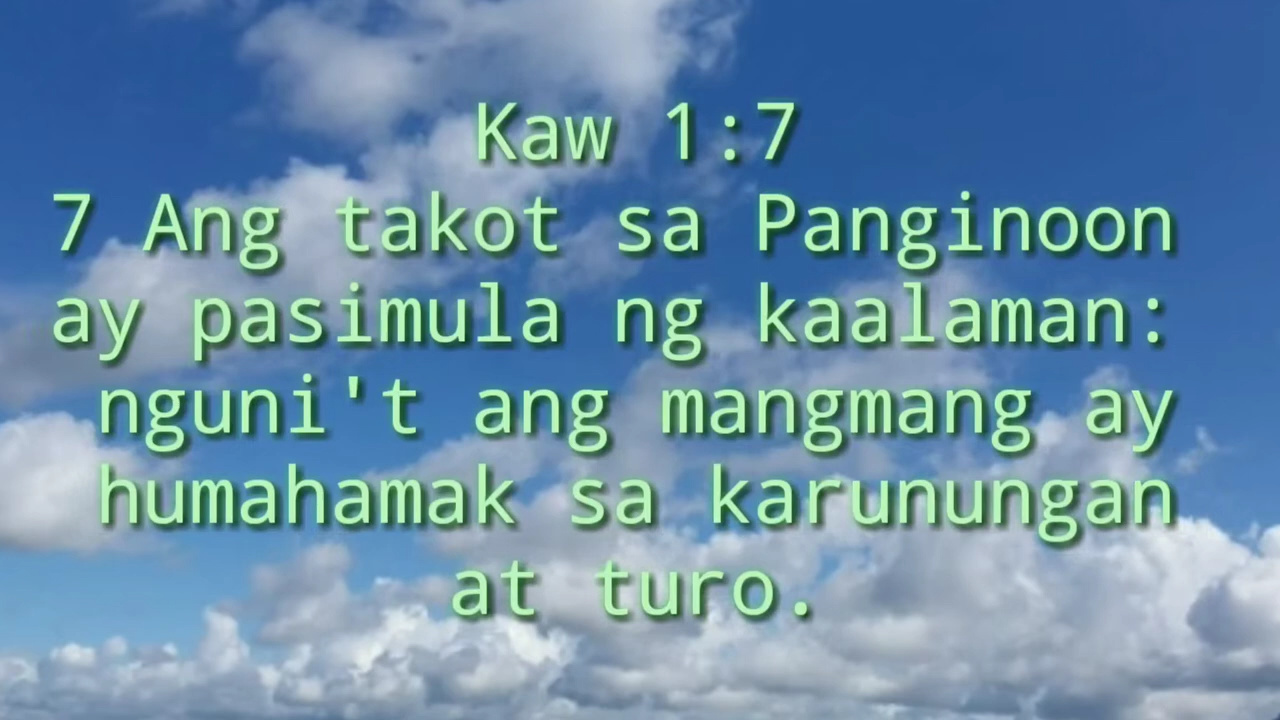 Kaw 1:7
7 Ang takot sa Panginoon
ay pasimula ng kaalaman:
nguni't ang mangmang ay
humahamak sa karunungan
at turo.